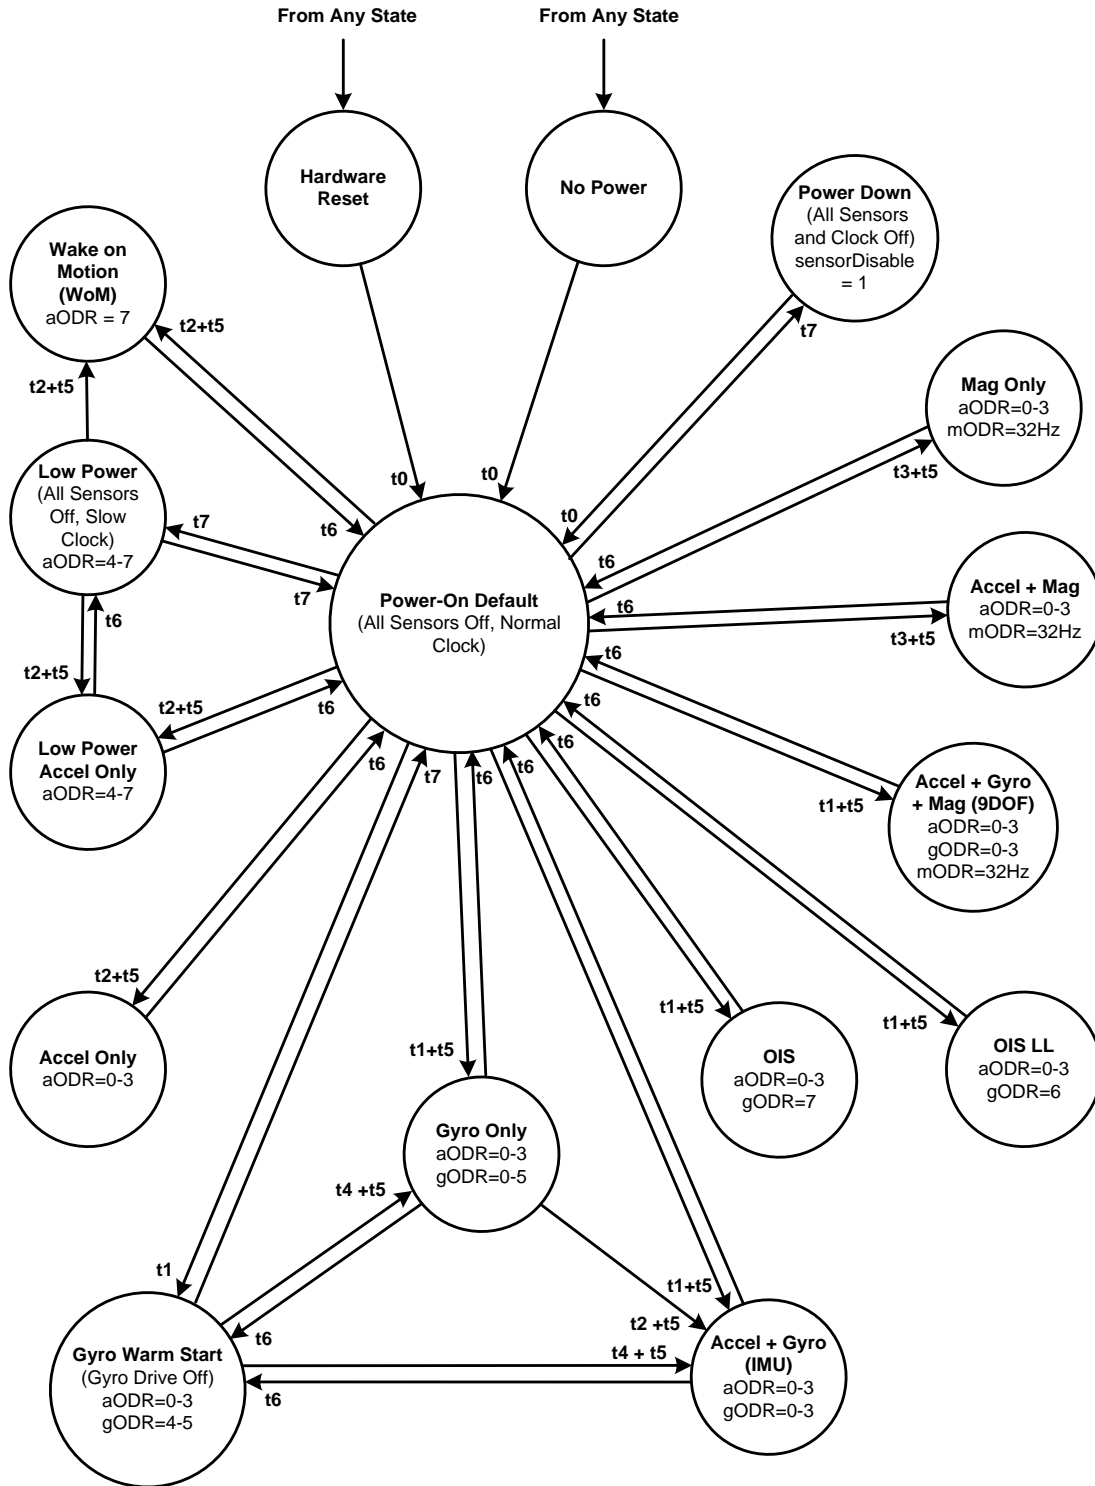 From Any State
From Any State
Hardware
Reset
No Power
Power Down
(All Sensors
and Clock Off)
sensorDisable
= 1
Wake on
Motion
(WoM)
aODR = 7
t2+t5
t7
t2+t5
Mag Only
aODR=0-3
mODR=32Hz
t3+t5
Low Power
(All Sensors
Off, Slow
Clock)
aODR=4-7
t0
t0
t0
t6
t7
t7
t6
Accel + Mag
aODR=0-3
mODR=32Hz
t6
t3+t5
Power-On Default
(All Sensors Off, Normal
Clock)
t6
t2+t5
t2+t5
t6
t6
t6
Low Power
Accel Only
aODR=4-7
t6
t7
t6
t6
t6
Accel + Gyro
+ Mag (9DOF)
aODR=0-3
gODR=0-3
mODR=32Hz
t1+t5
t2+t5
t1+t5
t1+t5
t1+t5
Accel Only
aODR=0-3
OIS
aODR=0-3
gODR=7
OIS LL
aODR=0-3
gODR=6
Gyro Only
aODR=0-3
gODR=0-5
t4 +t5
t1
t1+t5
t2 +t5
t6
t4 + t5
t6
Gyro Warm Start
(Gyro Drive Off)
aODR=0-3
gODR=4-5
Accel + Gyro
(IMU)
aODR=0-3
gODR=0-3